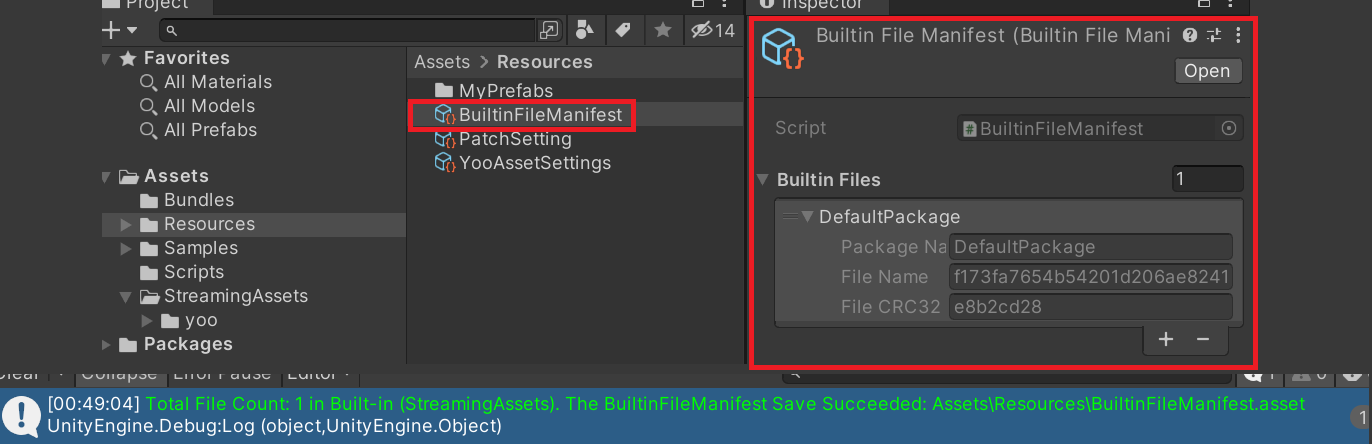 Project
14
Favorites
All Materials
All Models
All Prefabs
Assets
Bundles
Resources
Samples
Scripts
StreamingAssets
yoo
Packages
Assets > Resources
MyPrefabs
BuiltinFileManifest
PatchSetting
YooAssetSettings
Inspector
Builtin File Manifest (Builtin File Mani
Open
Script
BuiltinFileManifest
Builtin Files
1
DefaultPackage
Package Na DefaultPackage
File Name f173fa7654b54201d206ae8241
File CRC32 e8b2cd28
Clear Collapse Error Pause Editor
1
[00:49:04] Total File Count: 1 in Built-in (StreamingAssets). The BuiltinFileManifest Save Succeeded: Assets\Resources\BuiltinFileManifest.asset
UnityEngine.Debug:Log (object,UnityEngine.Object)
1